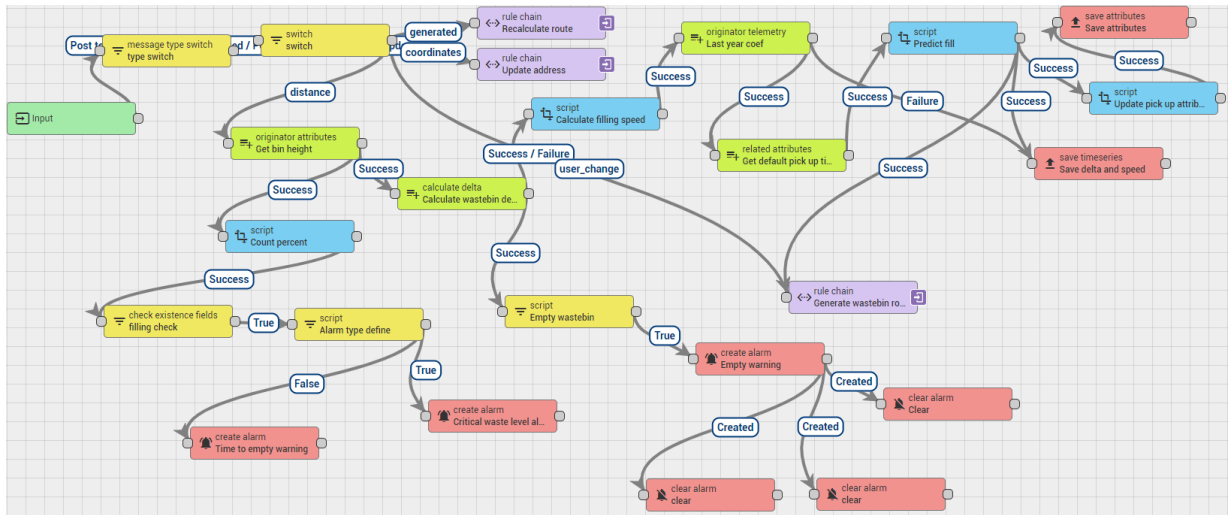 message type switch
type switch
Post t
switch
switch
generated
coordinates
rule chain
Recalculate route
rule chain
Update address
originator telemetry
Last year coef
script
Predict fill
save attributes
Save attributes
Success
Success
Success
script
Update pick up attrib...
Input
distance
script
Calculate filling speed
Success
Success
Failure
Success
originator attributes
Get bin height
Success / Failure
user_change
related attributes
Get default pick up ti...
save timeseries
Save delta and speed
Success
Success
Success
calculate delta
Calculate wastebin de...
script
Count percent
Success
Success
rule chain
Generate wastebin ro...
check existence fields
filling check
True
script
Alarm type define
script
Empty wastebin
True
create alarm
Empty warning
False
True
Created
clear alarm
Clear
create alarm
Critical waste level al...
Created
Created
create alarm
Time to empty warning
clear alarm
clear
clear alarm
clear